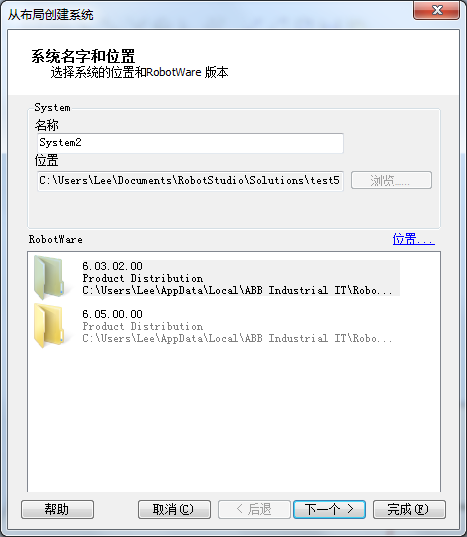 从布局创建系统
系统名字和位置
选择系统的位置和RobotWare 版本
System
名称
System2
位置
C:\Users\Lee\Documents\RobotStudio\Solutions\test5
浏览.....
RobotWare
位置...
6.03.02.00
Product Distribution
C:\Users\Lee\AppData\Local\ABB Industrial IT\Robo...
6.05.00.00
Product Distribution
C:\Users\Lee\AppData\Local\ABB Industrial IT\Robo...
帮助
取消(C)
< 后退
下一个 >
完成(F)